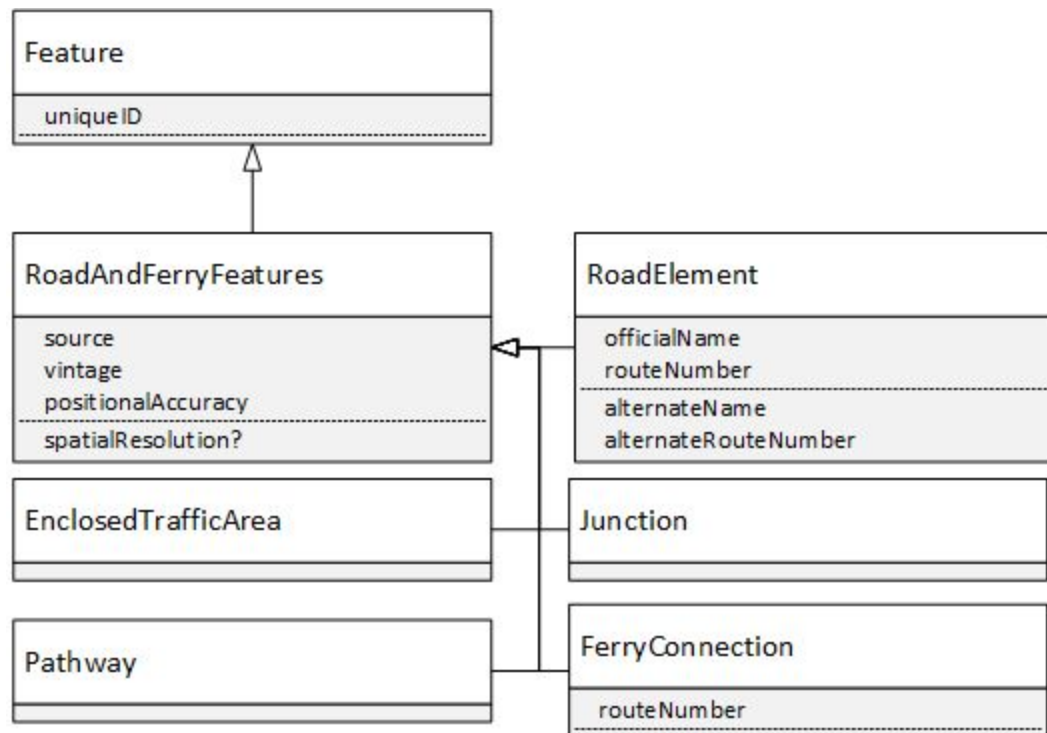 Feature
uniqueID
RoadAndFerryFeatures
source
vintage
positionalAccuracy
spatialResolution?
RoadElement
officialName
routeNumber
alternateName
alternateRouteNumber
EnclosedTrafficArea
Junction
Pathway
FerryConnection
routeNumber